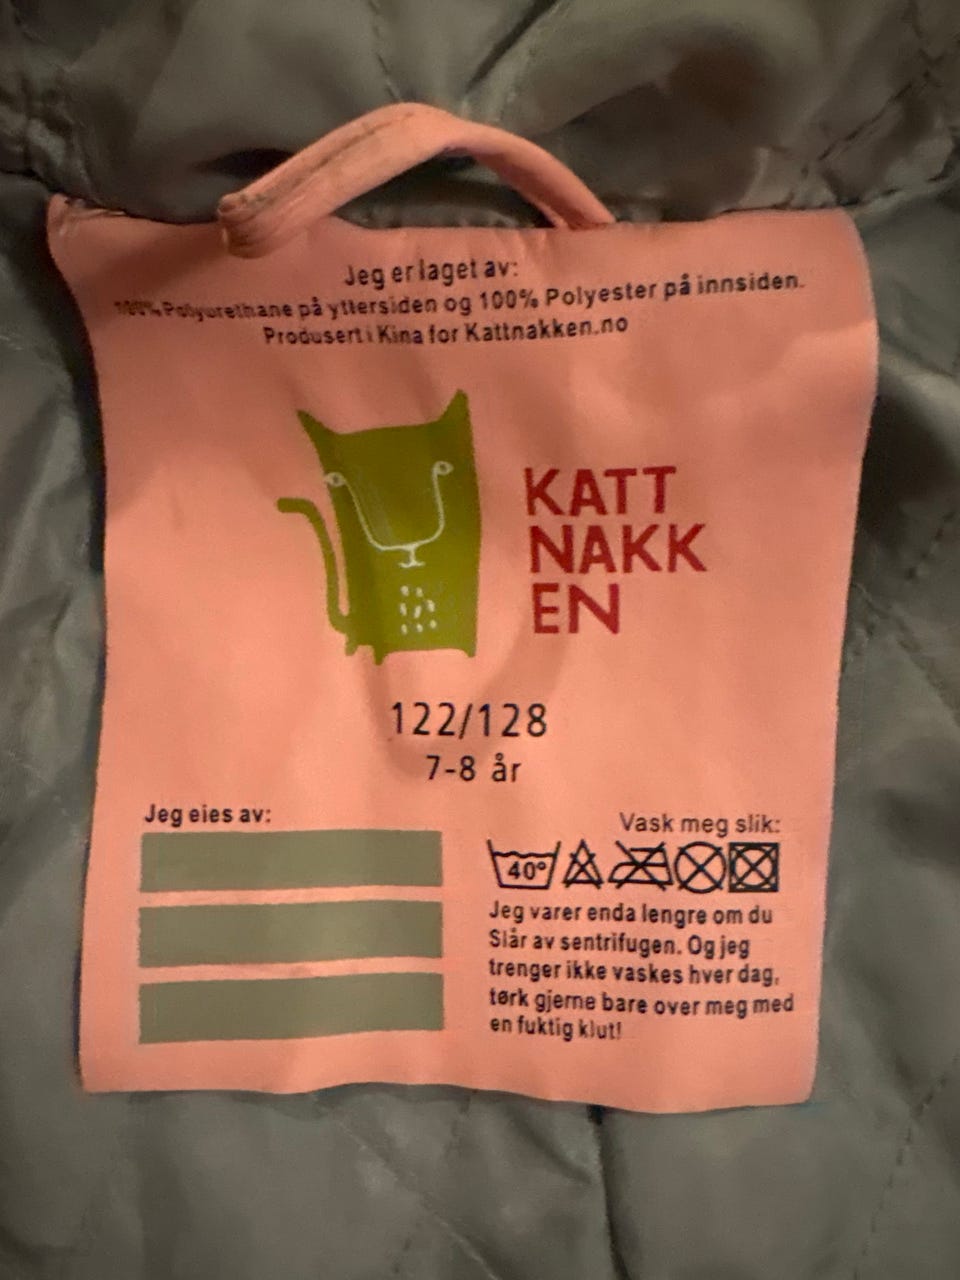 Jeg er laget av:
100% Polyurethane på yttersiden og 100% Polyester på innsiden.
Produsert i Kina for Kattnakken.no
KATT
NAKK
EN
122/128
7-8 år
Jeg eies av:
Vask meg slik:
40°
Jeg varer enda lengre om du
Slår av sentrifugen. Og jeg
trenger ikke vaskes hver dag,
tørk gjerne bare over meg med
en fuktig klut!